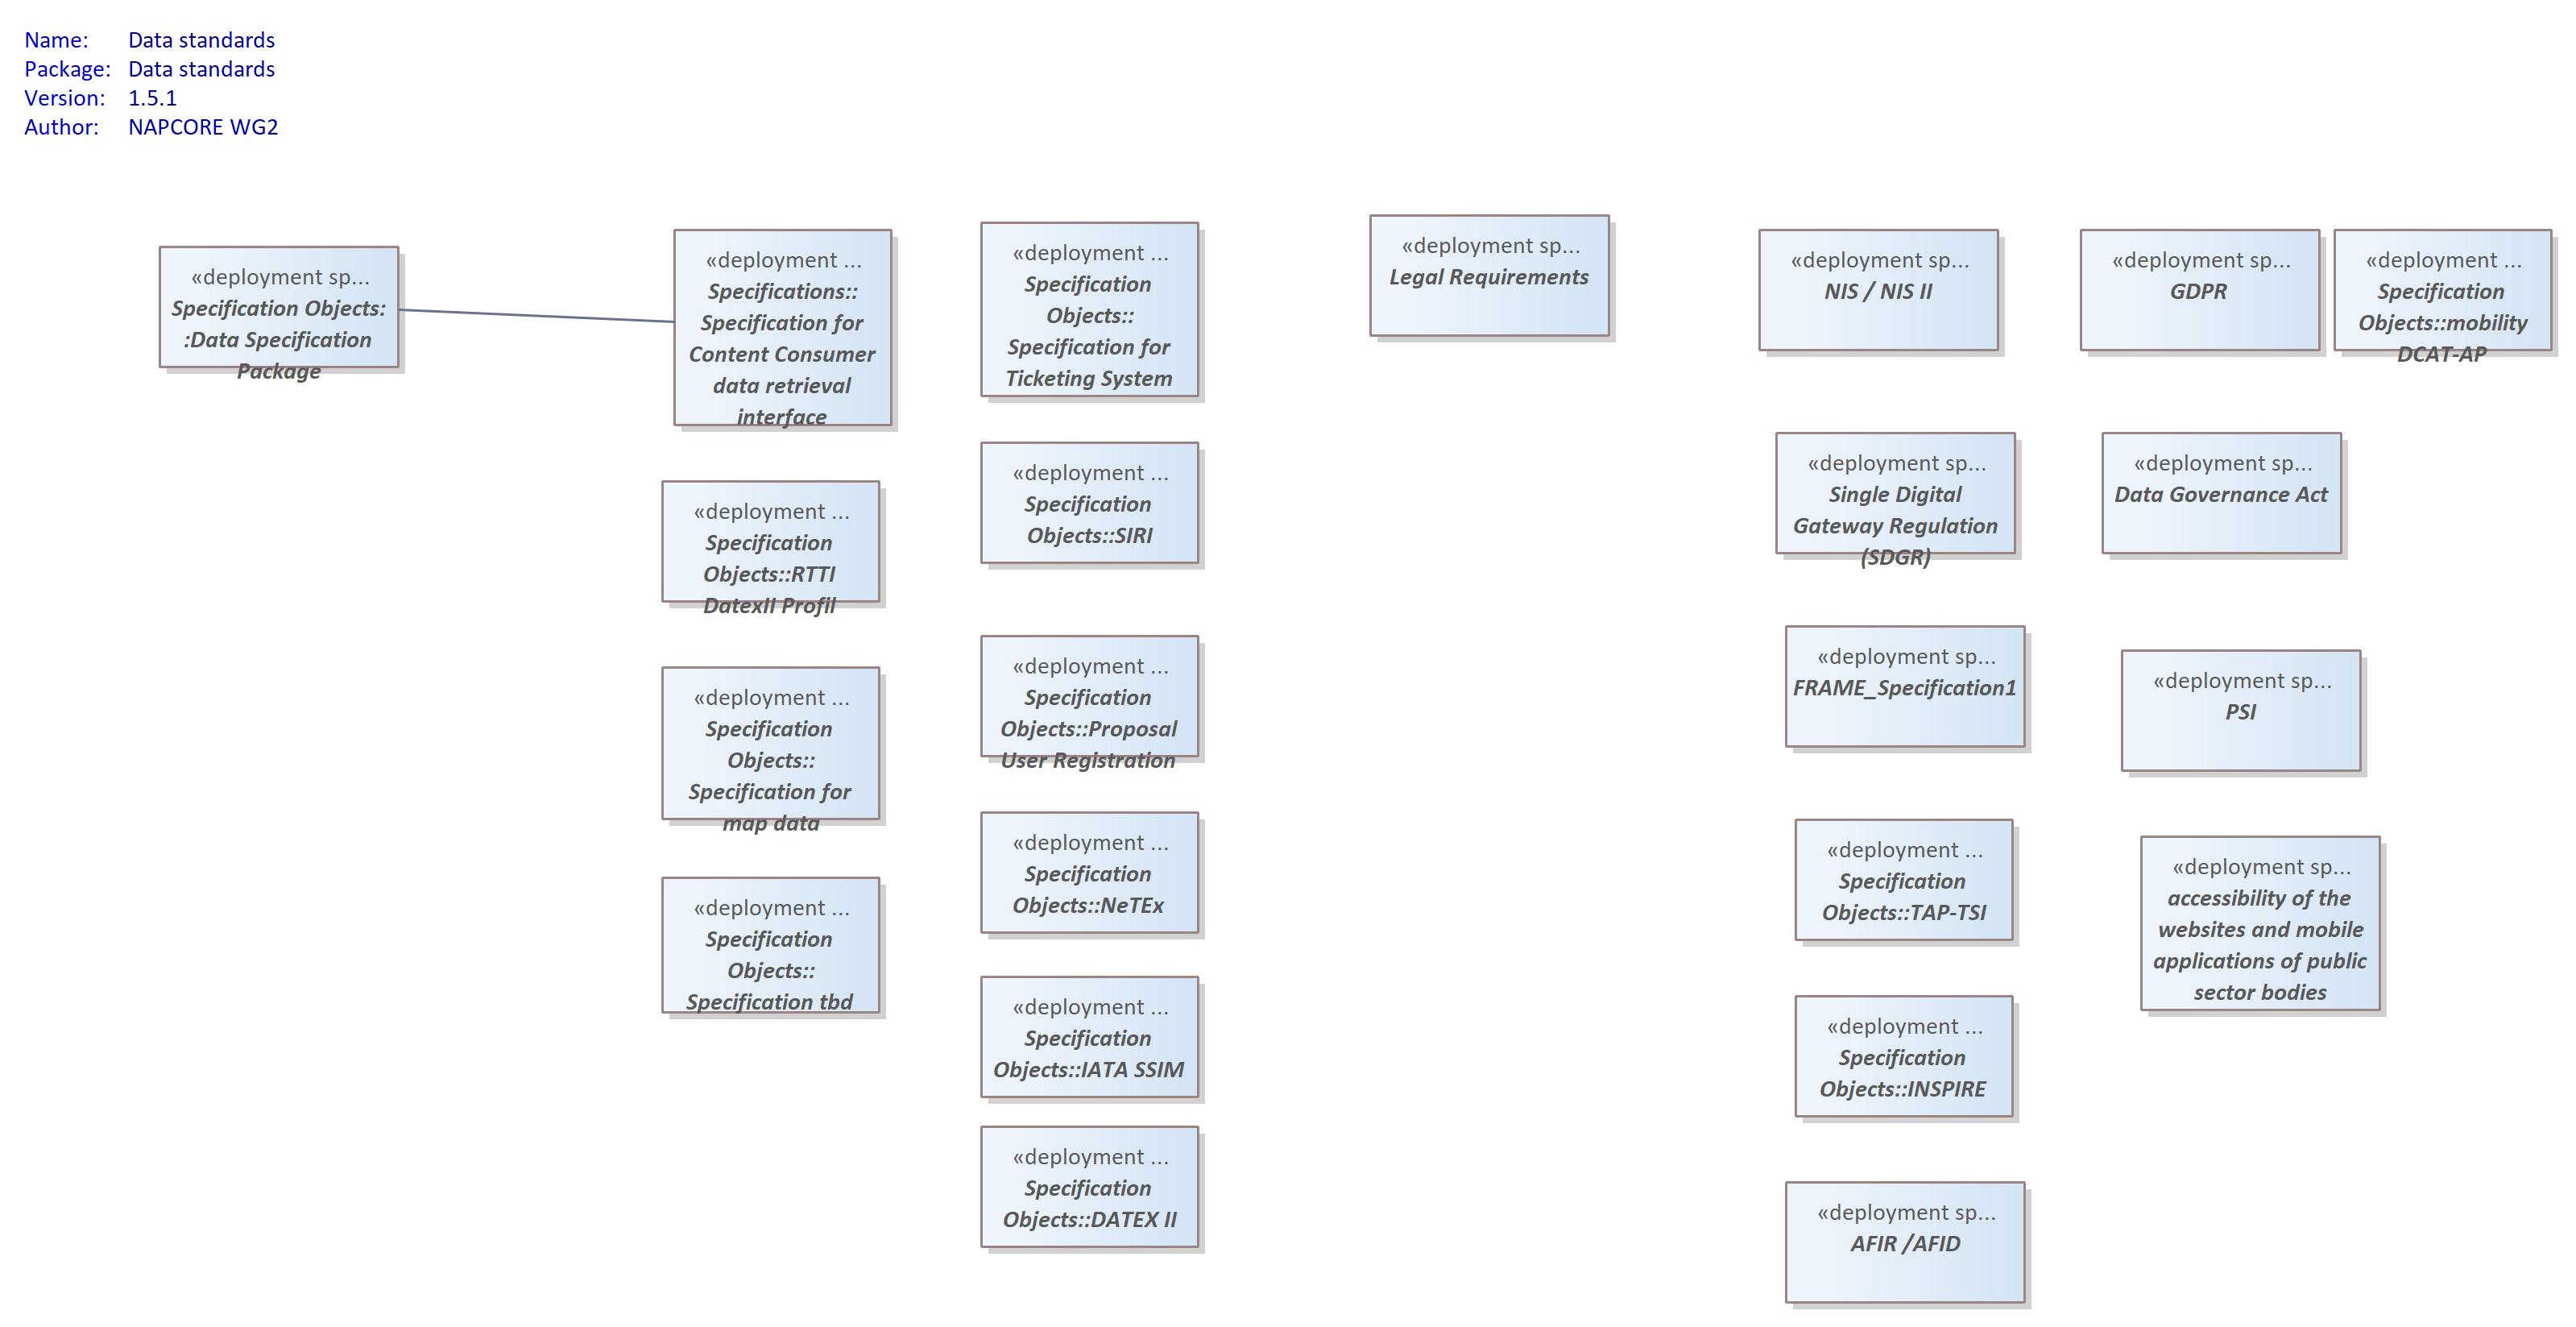 Name: Data standards
Package: Data standards
Version: 1.5.1
Author: NAPCORE WG2
«deployment sp...
Specification Objects:
:Data Specification
Package
«deployment ...
Specifications::
Specification for
Content Consumer
data retrieval
interface
«deployment ...
Specification
Objects::RTTI
DatexII Profil
«deployment ...
Specification
Objects::
Specification for
map data
«deployment ...
Specification
Objects::
Specification tbd
«deployment ...
Specification
Objects::
Specification for
Ticketing System
«deployment ...
Specification
Objects::SIRI
«deployment ...
Specification
Objects::Proposal
User Registration
«deployment ...
Specification
Objects::NeTEx
«deployment ...
Specification
Objects::IATA SSIM
«deployment ...
Specification
Objects::DATEX II
«deployment sp...
Legal Requirements
«deployment sp...
NIS / NIS II
«deployment sp...
Single Digital
Gateway Regulation
(SDGR)
«deployment sp...
FRAME_Specification1
«deployment ...
Specification
Objects::TAP-TSI
«deployment ...
Specification
Objects::INSPIRE
«deployment sp...
AFIR /AFID
«deployment sp...
GDPR
«deployment sp...
Data Governance Act
«deployment sp...
PSI
«deployment sp...
accessibility of the
websites and mobile
applications of public
sector bodies
«deployment ...
Specification
Objects::mobility
DCAT-AP